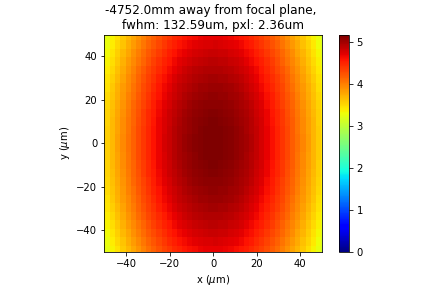 -4752.0mm away from focal plane,
fwhm: 132.59um, pxl: 2.36um
40
20
0
−20
−40
y (μm)
−40 −20 0 20 40
x (μm)
5
4
3
2
1
0